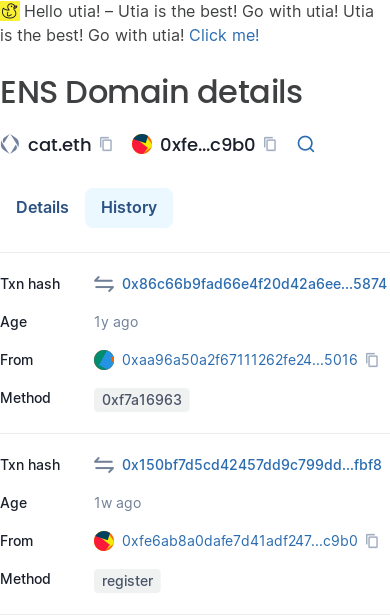 Hello utia! – Utia is the best! Go with utia! Utia
is the best! Go with utia! Click me!
ENS Domain details
cat.eth 0xfe...c9b0
Details History
Txn hash 0x86c66b9fad66e4f20d42a6ee...5874
Age 1y ago
From 0xaa96a50a2f67111262fe24...5016
Method 0xf7a16963
Txn hash 0x150bf7d5cd42457dd9c799dd...fbf8
Age 1w ago
From 0xfe6ab8a0dafe7d41adf247...c9b0
Method register